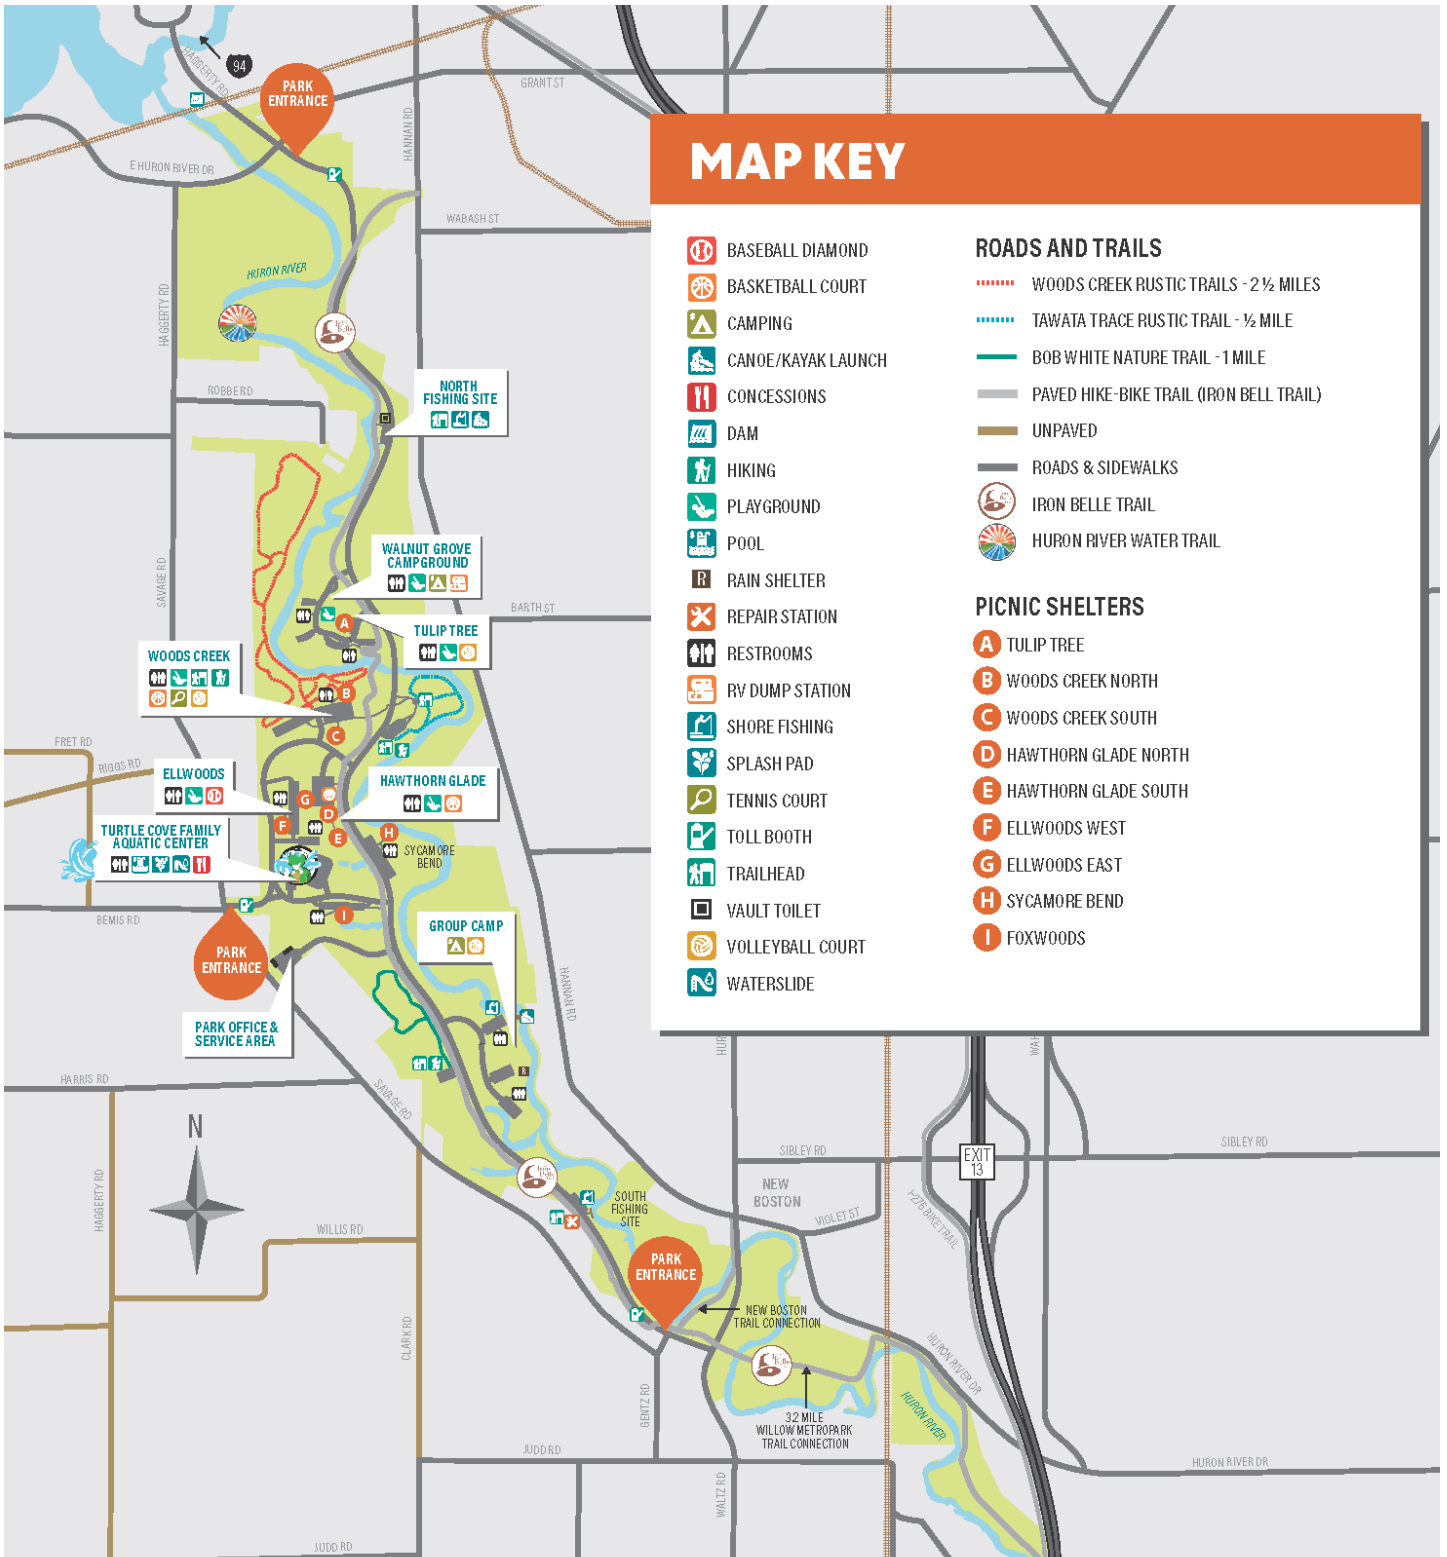 94
HAGGERTY RD
PARK
ENTRANCE
GRANT ST
HANNAN RD
E HURON RIVER DR
WABASH ST
HURON RIVER
HAGGERTY RD
ROBBE RD
NORTH
FISHING SITE
WALNUT GROVE
CAMPGROUND
SAVAGE RD
BARTH ST
A
TULIP TREE
WOODS CREEK
B
C
FRET RD
RIGGS RD
ELLWOODS
HAWTHORN GLADE
G
D
F
E
H
SYCAMORE
BEND
TURTLE COVE FAMILY
AQUATIC CENTER
BEMIS RD
I
PARK
ENTRANCE
GROUP CAMP
HANNAN RD
PARK OFFICE &
SERVICE AREA
R
HARRIS RD
SAVAGE RD
N
HAGGERTY RD
WILLIS RD
CLARK RD
SOUTH
FISHING
SITE
PARK
ENTRANCE
NEW BOSTON
TRAIL CONNECTION
HUR
SIBLEY RD
NEW
BOSTON
VIOLET ST
I-275 BIKE TRAIL
EXIT
13
WAH
SIBLEY RD
HURON RIVER DR
HURON RIVER
3.2 MILE
WILLOW METROPARK
TRAIL CONNECTION
GENTZ RD
JUDD RD
WALTZ RD
HURON RIVER DR
JUDD RD
MAP KEY
BASEBALL DIAMOND
BASKETBALL COURT
CAMPING
CANOE/KAYAK LAUNCH
CONCESSIONS
DAM
HIKING
PLAYGROUND
POOL
R RAIN SHELTER
REPAIR STATION
RESTROOMS
RV DUMP STATION
SHORE FISHING
SPLASH PAD
TENNIS COURT
TOLL BOOTH
TRAILHEAD
VAULT TOILET
VOLLEYBALL COURT
WATERSLIDE
ROADS AND TRAILS
WOODS CREEK RUSTIC TRAILS - 2 ½ MILES
TAWATA TRACE RUSTIC TRAIL - ½ MILE
BOB WHITE NATURE TRAIL - 1 MILE
PAVED HIKE-BIKE TRAIL (IRON BELL TRAIL)
UNPAVED
ROADS & SIDEWALKS
IRON BELLE TRAIL
HURON RIVER WATER TRAIL
PICNIC SHELTERS
A TULIP TREE
B WOODS CREEK NORTH
C WOODS CREEK SOUTH
D HAWTHORN GLADE NORTH
E HAWTHORN GLADE SOUTH
F ELLWOODS WEST
G ELLWOODS EAST
H SYCAMORE BEND
I FOXWOODS